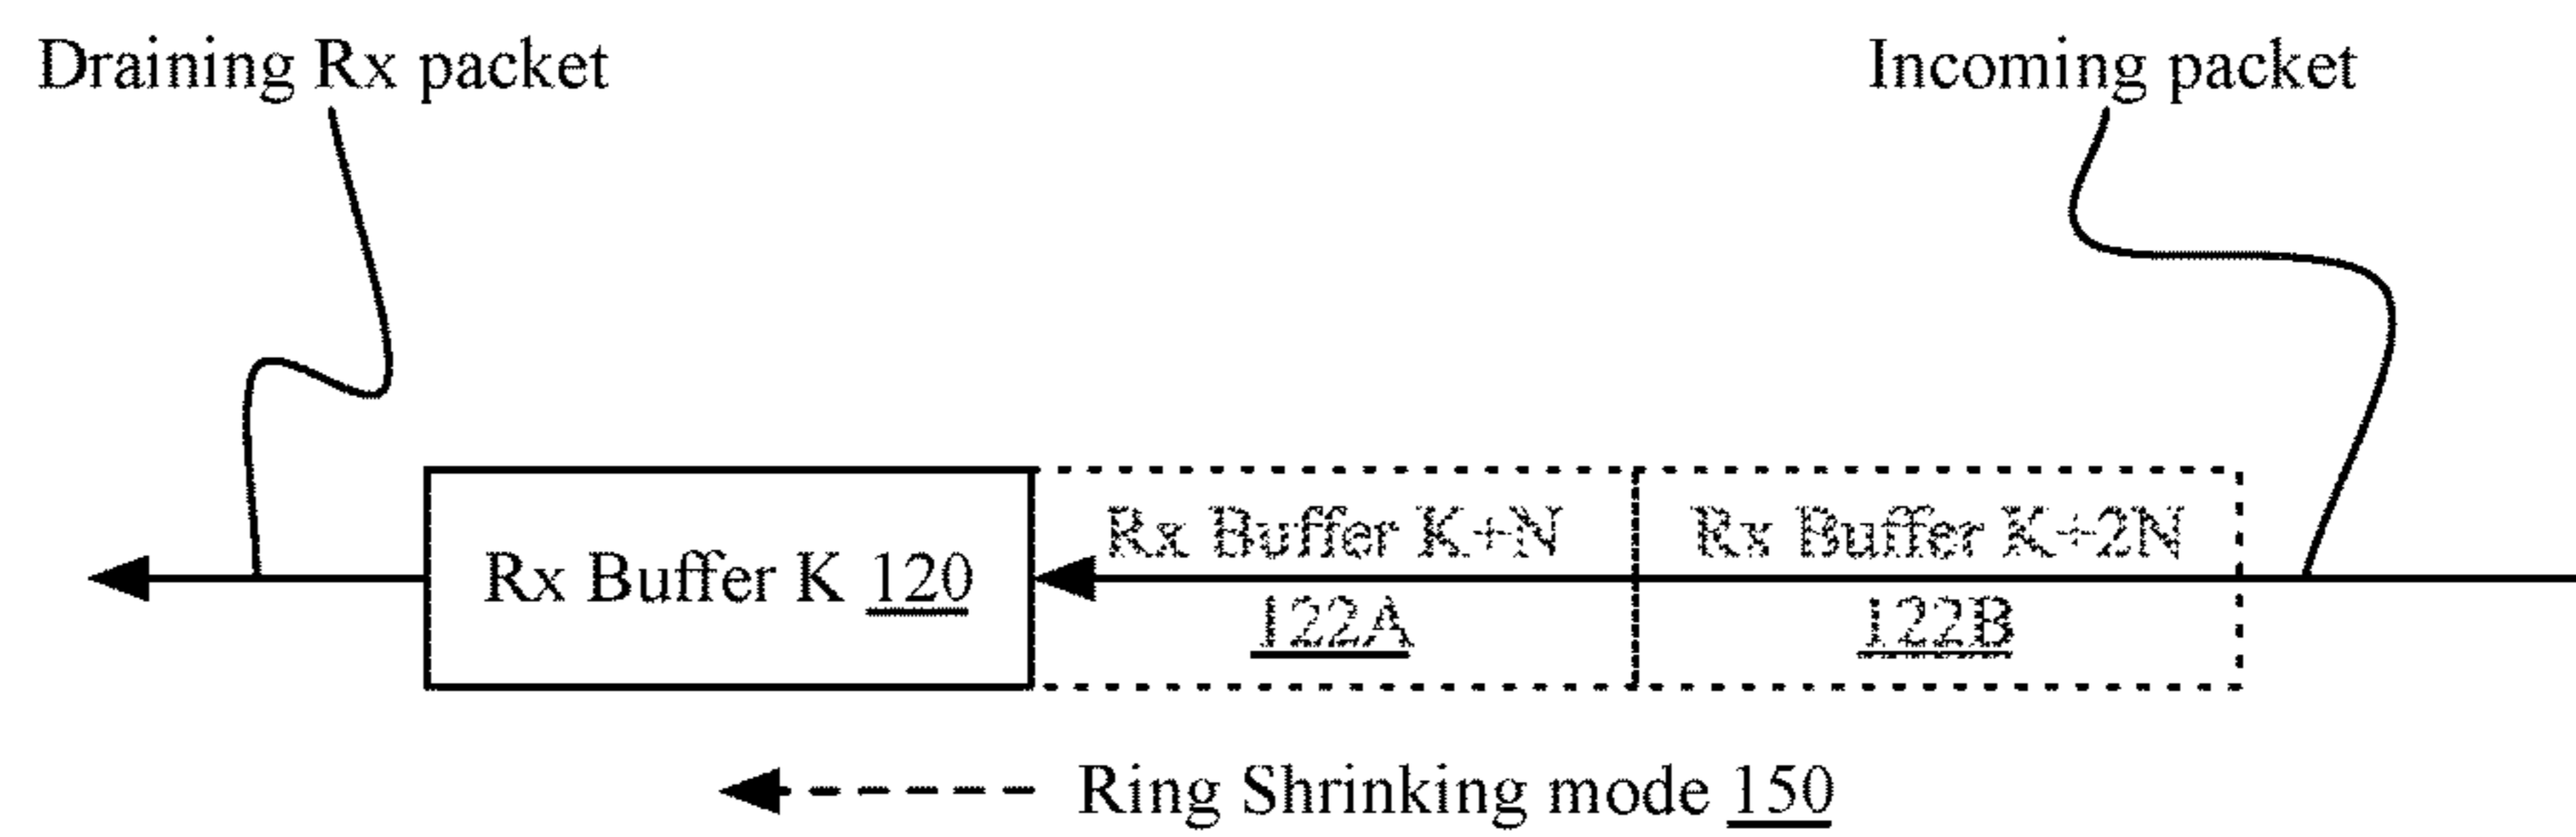 Draining Rx packet
Incoming packet
Rx Buffer K 120
Rx Buffer K+N
122A
Rx Buffer K+2N
122B
Ring Shrinking mode 150